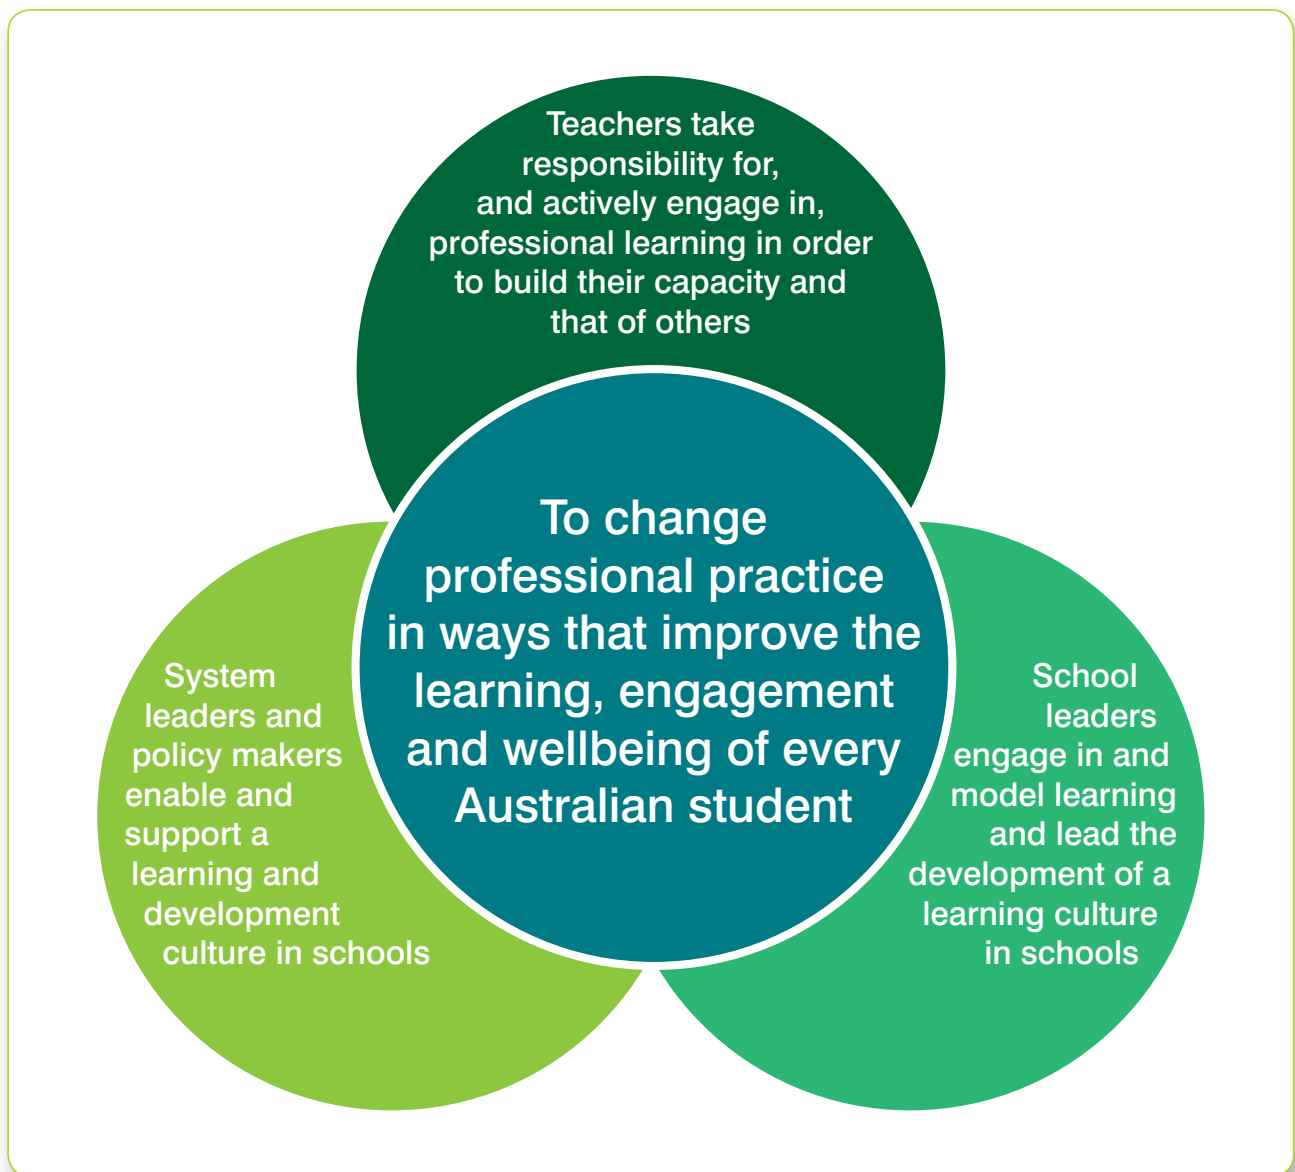 Teachers take
responsibility for,
and actively engage in,
professional learning in order
to build their capacity and
that of others
To change
professional practice
in ways that improve the
learning, engagement
and wellbeing of every
Australian student
System
leaders and
policy makers
enable and
support a
learning and
development
culture in schools
School
leaders
engage in and
model learning
and lead the
development of a
learning culture
in schools